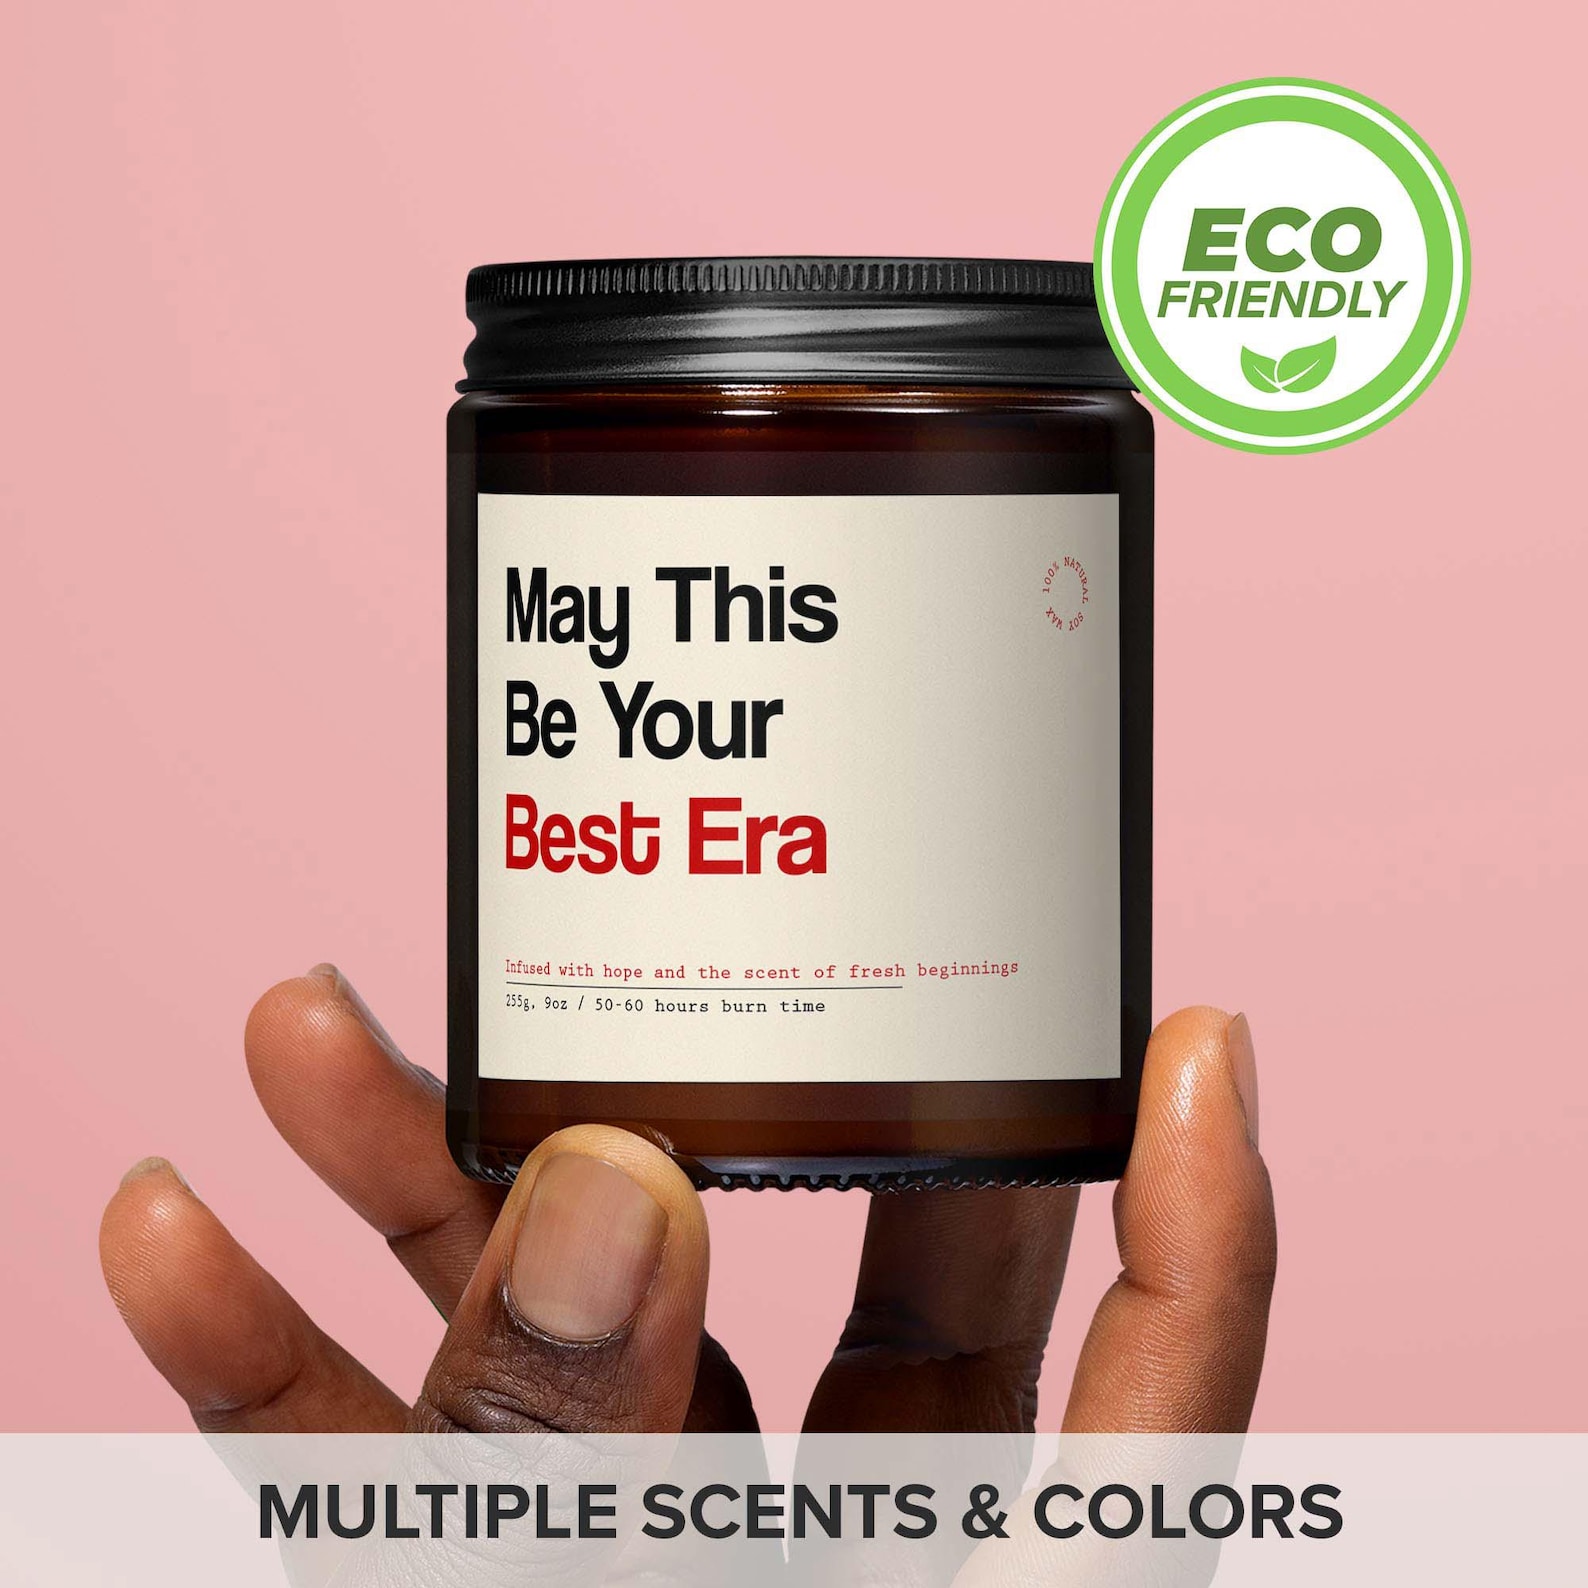 ECO
FRIENDLY
May This
Be Your
Best Era
100% NATURAL SOY WAX
Infused with hope and the scent of fresh beginnings
255g, 9oz / 50-60 hours burn time
MULTIPLE SCENTS & COLORS